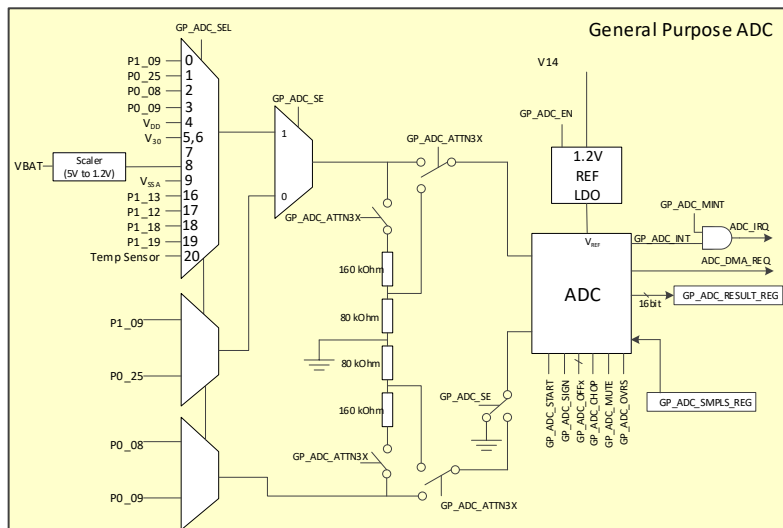 General Purpose ADC
GP_ADC_SEL
P1_09
0
P0_25
1
P0_08
2
P0_09
3
VDD
4
V30
5,6
7
VBAT
Scaler
(5V to 1.2V)
8
VSSA
9
P1_13
16
P1_12
17
P1_18
18
P1_19
19
Temp Sensor
20
GP_ADC_SE
1
0
GP_ADC_ATTN3X
GP_ADC_ATTN3X
V14
GP_ADC_EN
1.2V
REF
LDO
GP_ADC_MINT
GP_ADC_INT
ADC_IRQ
VREF
ADC_DMA_REQ
ADC
16bit
GP_ADC_RESULT_REG
160 kOhm
80 kOhm
80 kOhm
160 kOhm
P1_09
P0_25
GP_ADC_SE
GP_ADC_START
GP_ADC_SIGN
GP_ADC_OFFx
GP_ADC_CHOP
GP_ADC_MUTE
GP_ADC_OVRS
GP_ADC_SMPLS_REG
P0_08
P0_09
GP_ADC_ATTN3X
GP_ADC_ATTN3X